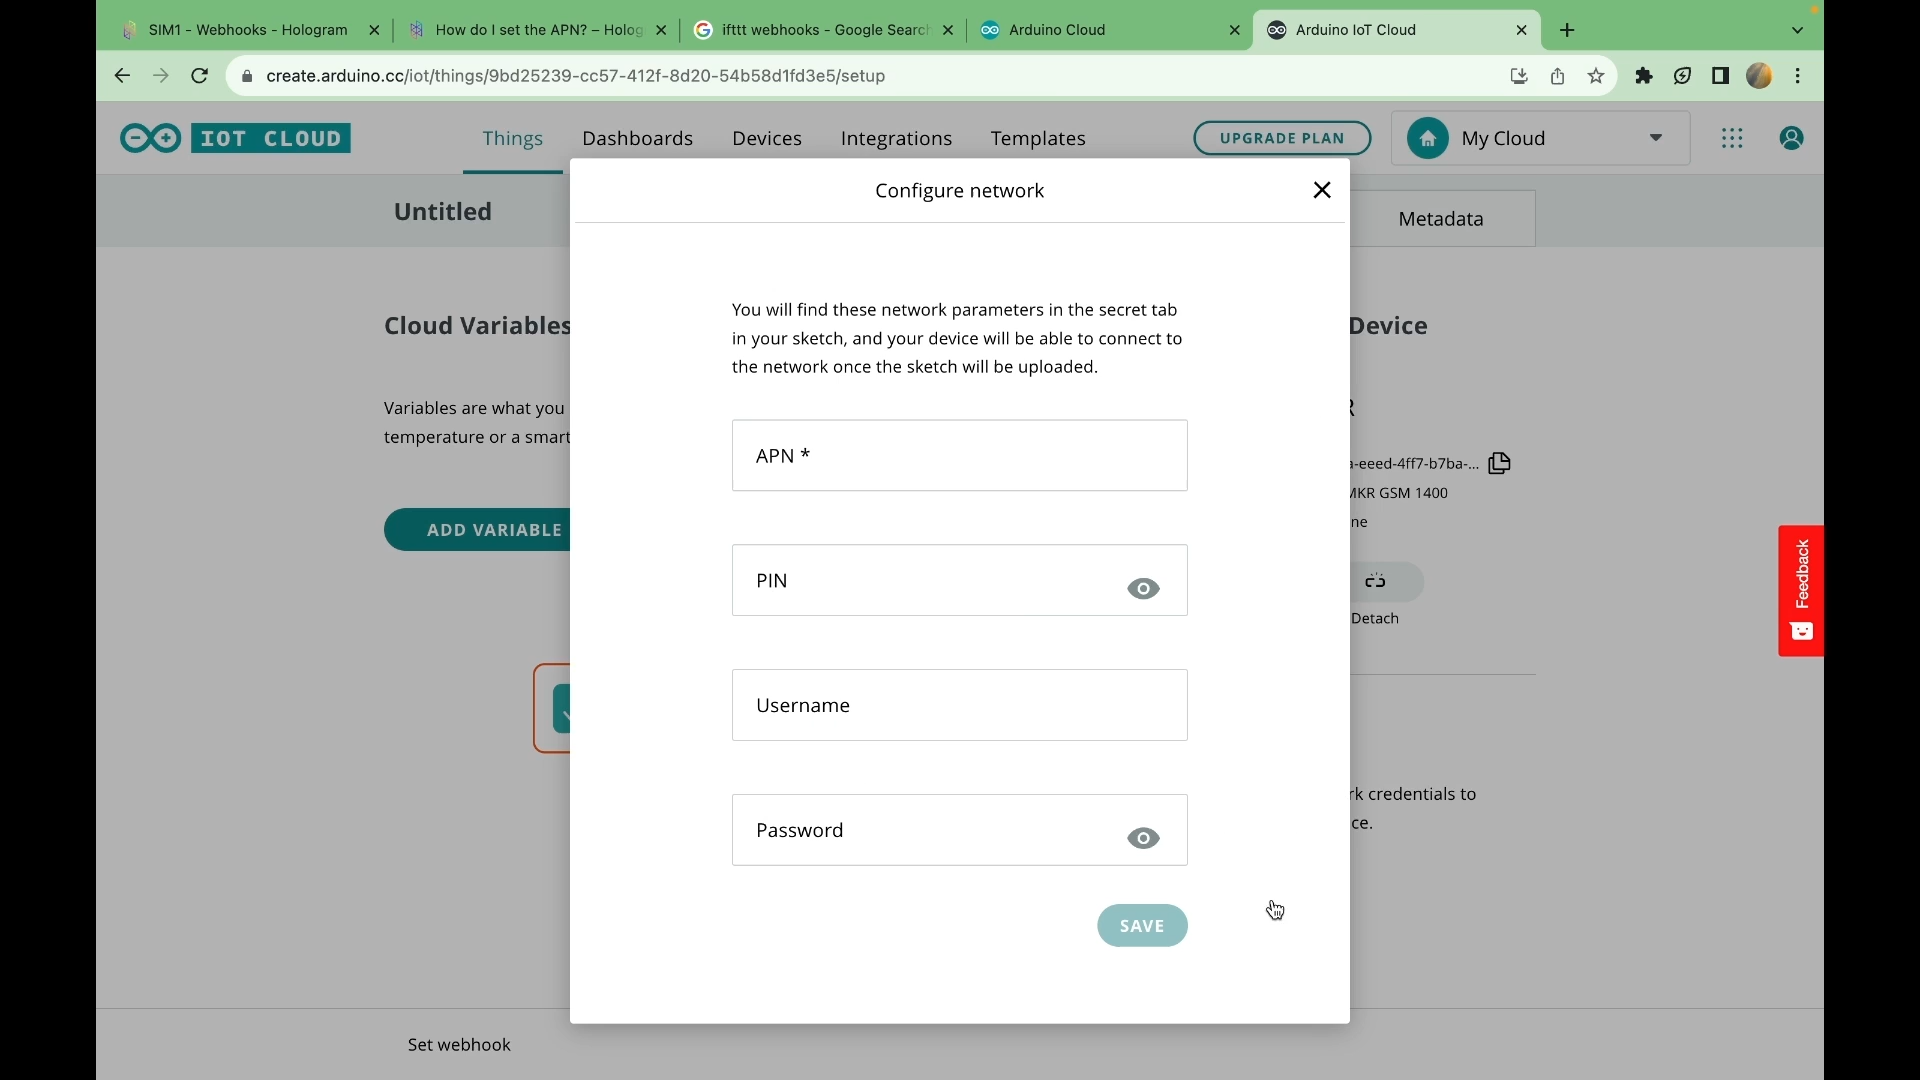 SIM1 - Webhooks - Hologram
How do I set the APN? – Holog
ifttt webhooks - Google Search
Arduino Cloud
Arduino IoT Cloud
create.arduino.cc/iot/things/9bd25239-cc57-412f-8d20-54b58d1fd3e5/setup
IOT CLOUD
Things
Dashboards
Devices
Integrations
Templates
UPGRADE PLAN
My Cloud
Untitled
Metadata
Configure network
You will find these network parameters in the secret tab
in your sketch, and your device will be able to connect to
the network once the sketch will be uploaded.
APN *
PIN
Username
Password
SAVE
Cloud Variables
Variables are what you
temperature or a smart
ADD VARIABLE
Device
R
a-eeed-4ff7-b7ba-...
MKR GSM 1400
ne
Detach
rk credentials to
ce.
Feedback
Set webhook